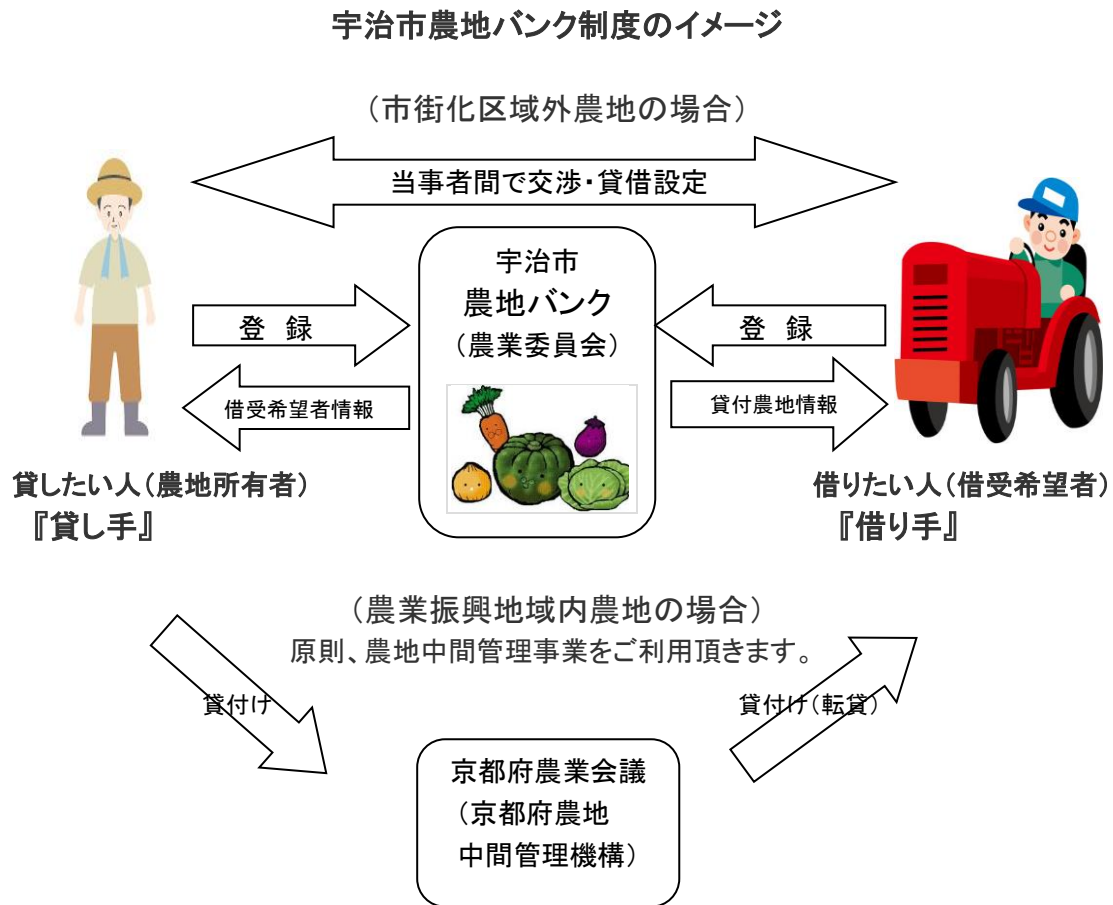 宇治市農地バンク制度のイメージ
（市街化区域外農地の場合）
当事者間で交渉・貸借設定
宇治市
農地バンク
（農業委員会）
登 録
登 録
借受希望者情報
貸付農地情報
貸したい人（農地所有者）
『貸し手』
借りたい人（借受希望者）
『借り手』
（農業振興地域内農地の場合）
原則、農地中間管理事業をご利用頂きます。
貸付け
貸付け（転貸）
京都府農業会議
（京都府農地
中間管理機構）